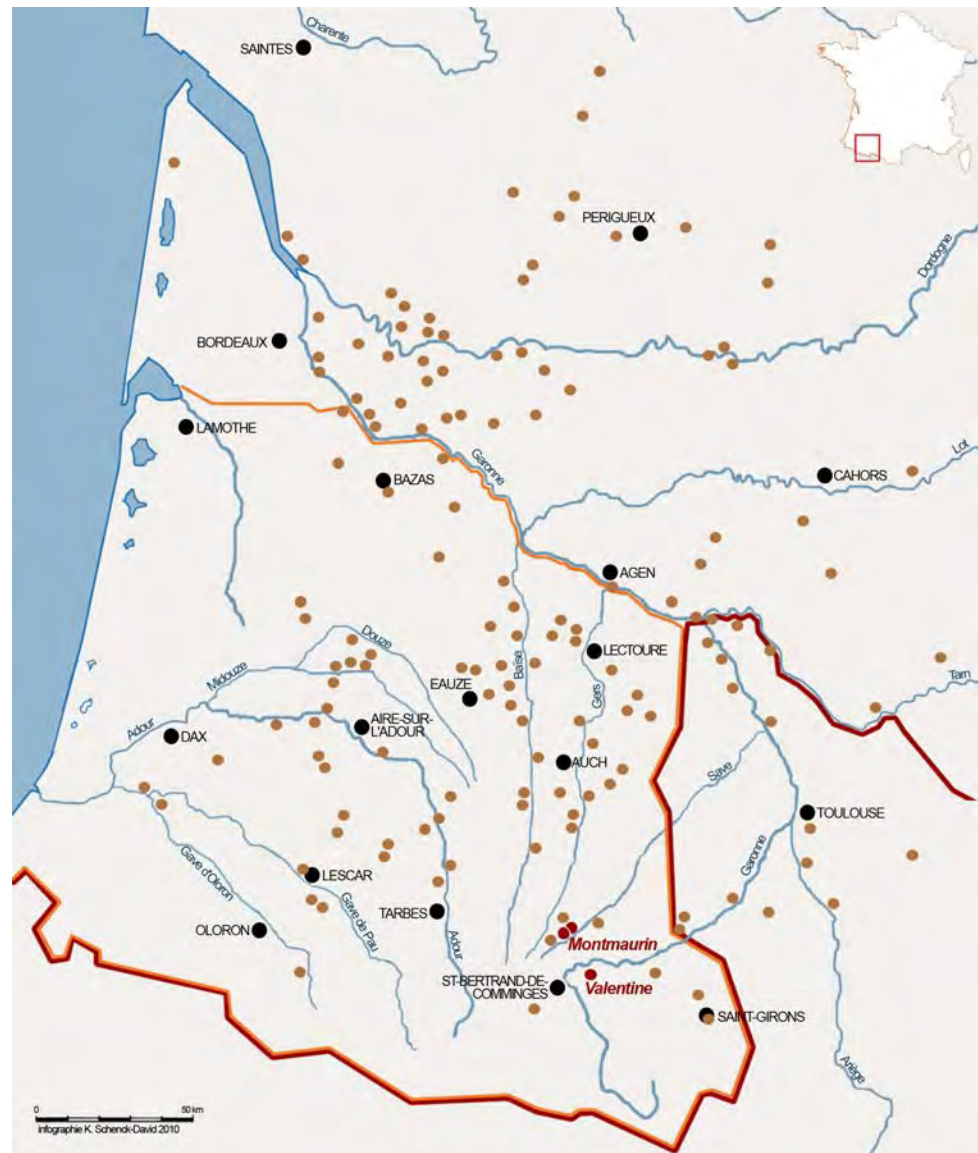 SAINTES
Charente
PERIGUEUX
Dordogne
BORDEAUX
LAMOTHE
Garonne
Lot
CAHORS
BAZAS
AGEN
Douze
Baïse
LECTOURE
Midouze
EAUZE
Gers
Tarn
Adour
AIRE-SUR-
L'ADOUR
DAX
Save
AUCH
TOULOUSE
Garonne
Gave d'Oloron
LESCAR
Gave de Pau
TARBES
OLORON
Adour
Montmaurin
ST-BERTRAND-DE-
COMMINGES
Valentine
SAINT-GIRONS
Ariège
0
50 km
infographie K. Schenck-David 2010